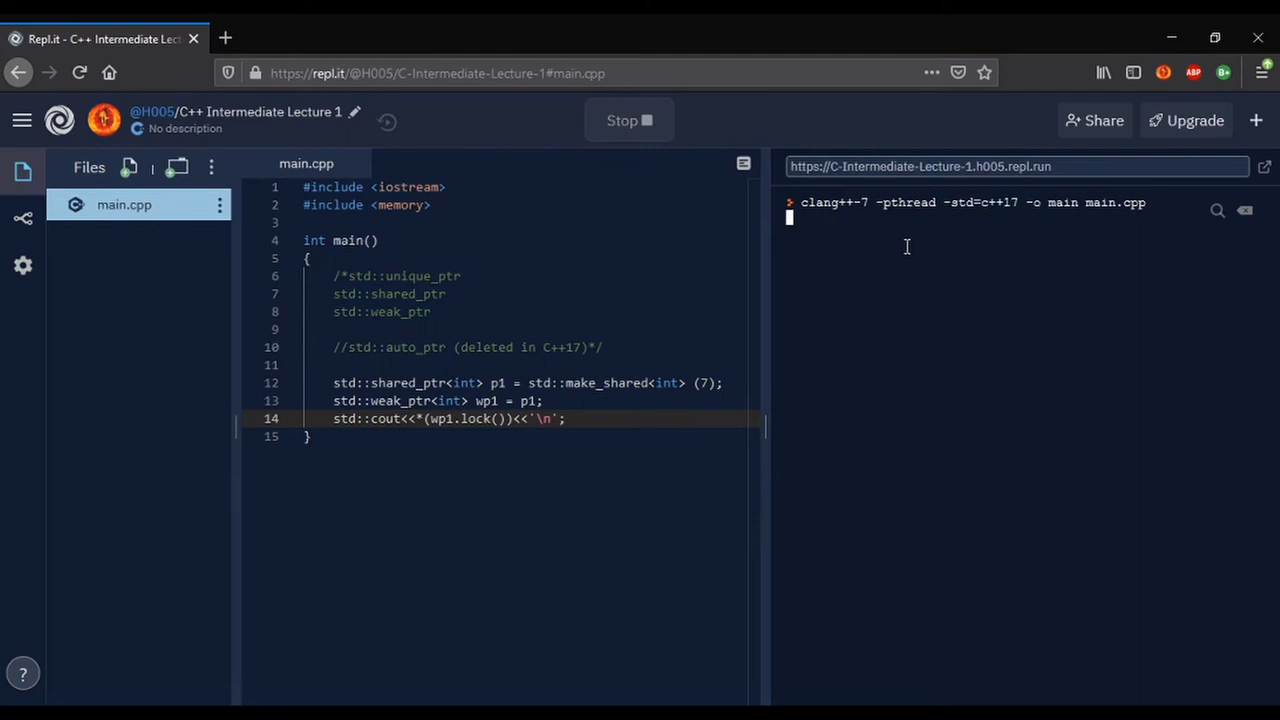 Repl.it - C++ Intermediate Lect
https://repl.it/@H005/C-Intermediate-Lecture-1#main.cpp
ABP
B+
@H005/C++ Intermediate Lecture 1
No description
Stop
Share
Upgrade
Files
main.cpp
main.cpp
https://C-Intermediate-Lecture-1.h005.repl.run
clang++-7 -pthread -std=c++17 -o main main.cpp
1 #include <iostream>
2 #include <memory>
3
4 int main()
5 {
6 /*std::unique_ptr
7 std::shared_ptr
8 std::weak_ptr
9
10 //std::auto_ptr (deleted in C++17)*/
11
12 std::shared_ptr<int> p1 = std::make_shared<int> (7);
13 std::weak_ptr<int> wp1 = p1;
14 std::cout<<*(wp1.lock())<<'\n';
15 }
?